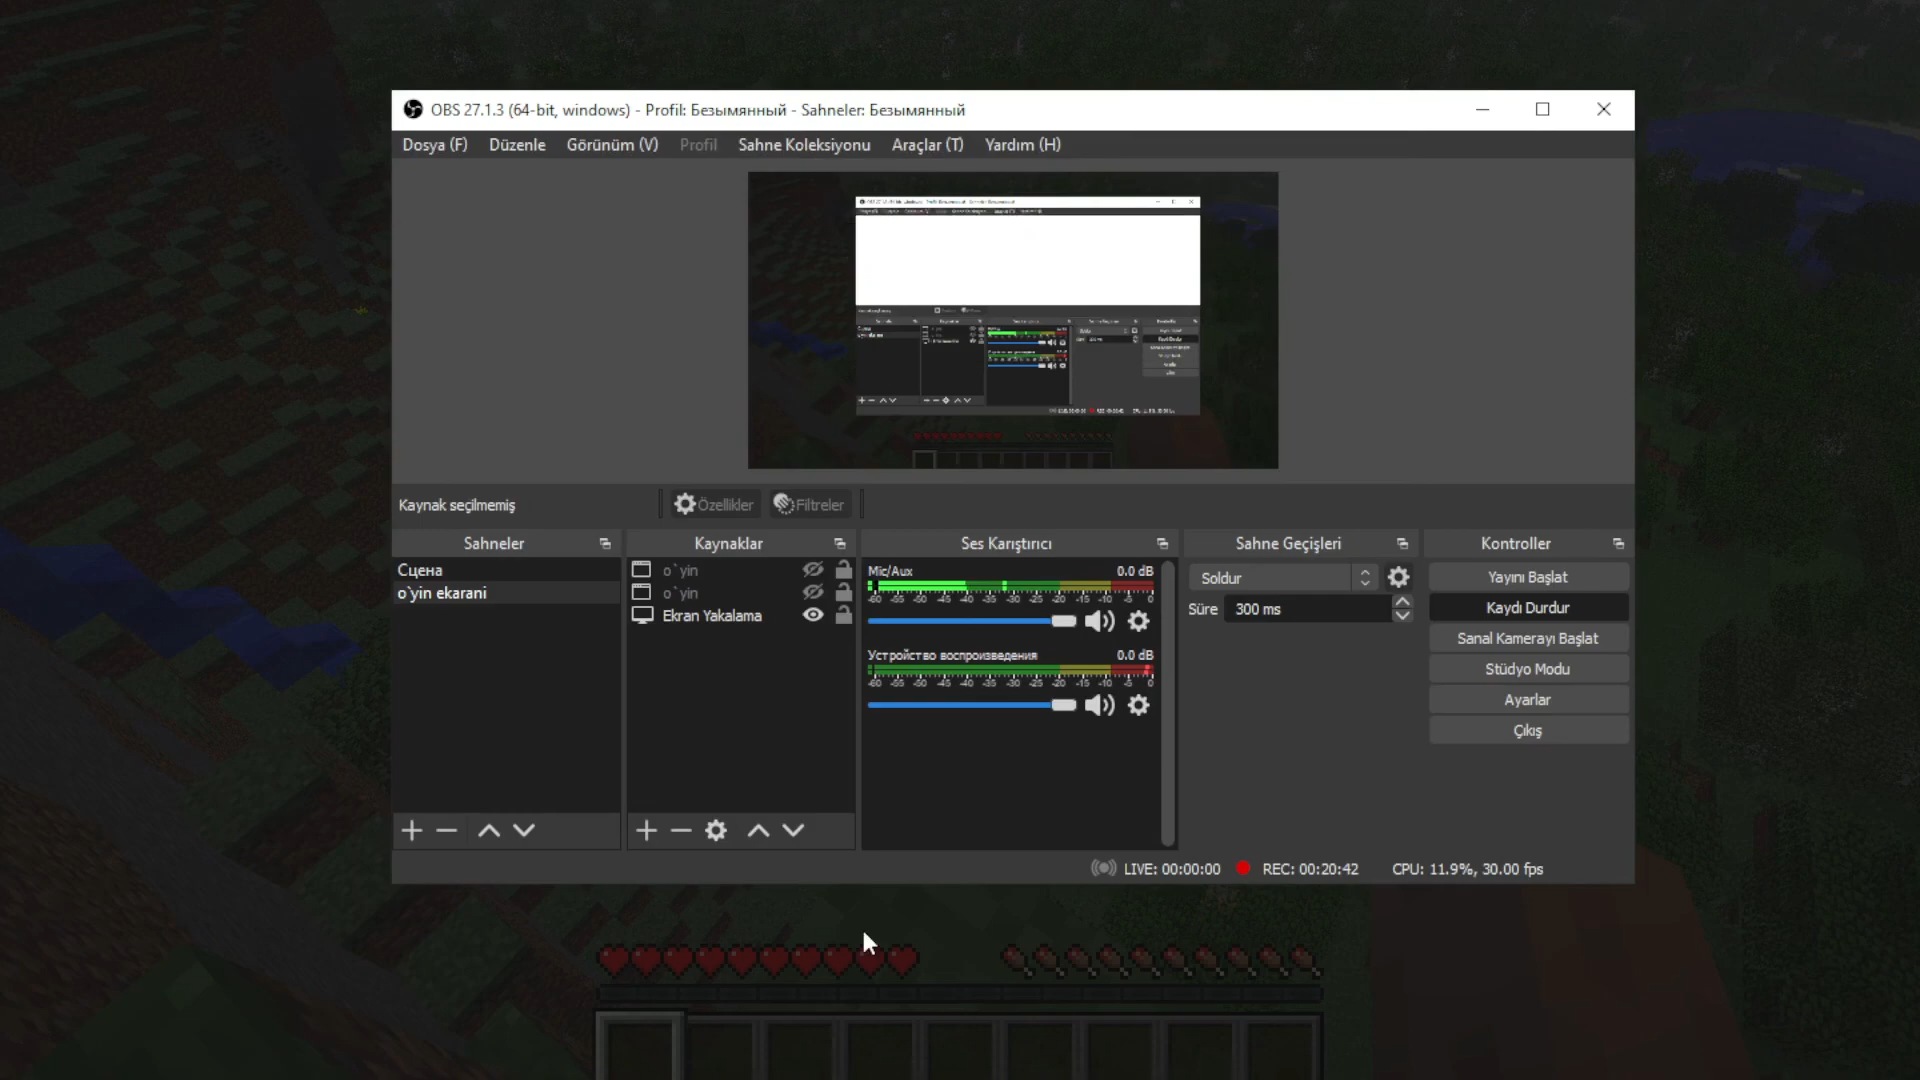 OBS 27.1.3 (64-bit, windows) - Profil: Безымянный - Sahneler: Безымянный
Dosya (F) Düzenle Görünüm (V) Profil Sahne Koleksiyonu Araçlar (T) Yardım (H)
Kaynak seçilmemiş Özellikler Filtreler
Sahneler
Сцена
o`yin ekarani
Kaynaklar
o`yin
o`yin
Ekran Yakalama
Ses Karıştırıcı
Mic/Aux 0.0 dB
-60 -55 -50 -45 -40 -35 -30 -25 -20 -15 -10 -5 0
Устройство воспроизведения 0.0 dB
-60 -55 -50 -45 -40 -35 -30 -25 -20 -15 -10 -5 0
Sahne Geçişleri
Soldur
Süre 300 ms
Kontroller
Yayını Başlat
Kaydı Durdur
Sanal Kamerayı Başlat
Stüdyo Modu
Ayarlar
Çıkış
LIVE: 00:00:00 REC: 00:20:42 CPU: 11.9%, 30.00 fps